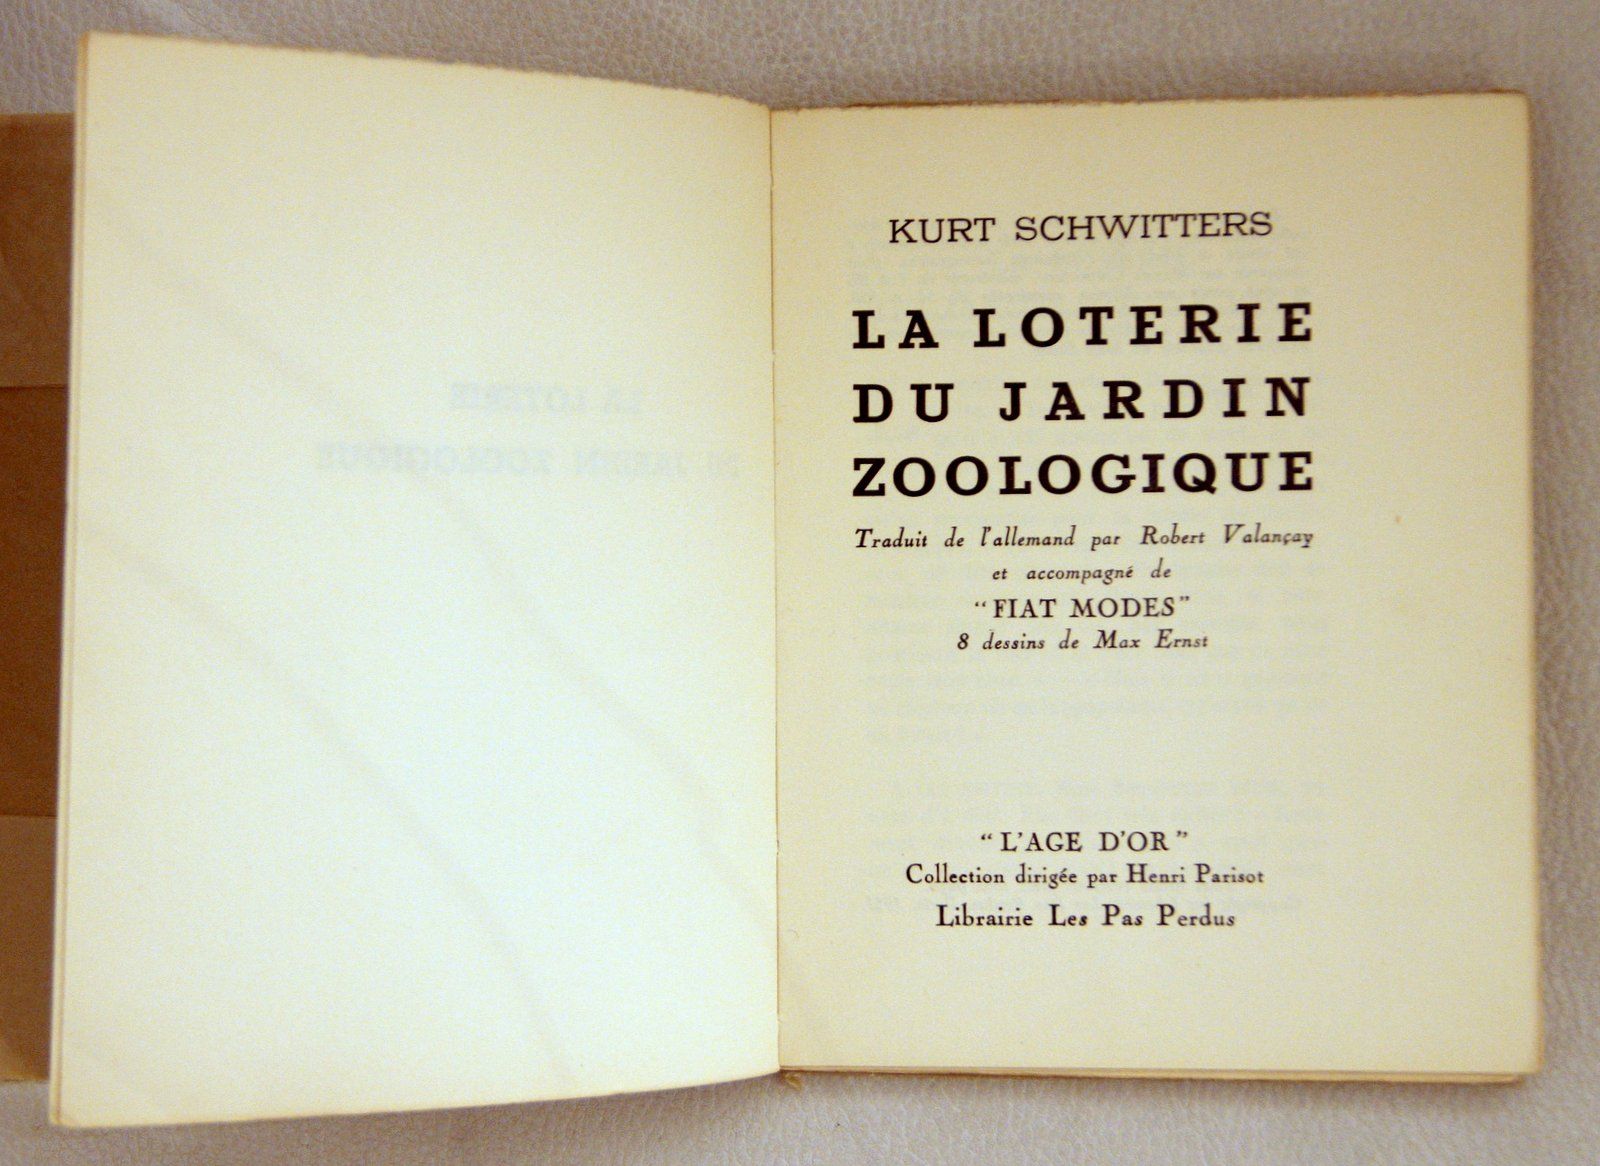 KURT SCHWITTERS
LA LOTERIE
DU JARDIN
ZOOLOGIQUE
Traduit de l'allemand par Robert Valançay
et accompagné de
"FIAT MODES"
8 dessins de Max Ernst
"L'AGE D'OR"
Collection dirigée par Henri Parisot
Librairie Les Pas Perdus